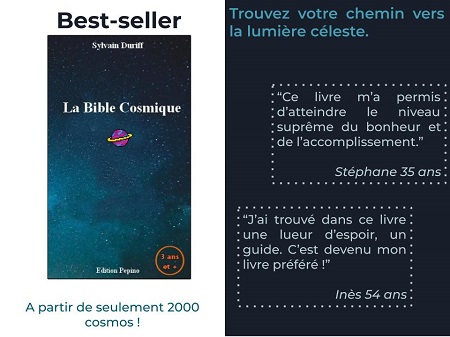 Best-seller
Sylvain Duriff
La Bible Cosmique
3 ans
et +
Edition Pepino
A partir de seulement 2000
cosmos !
Trouvez votre chemin vers
la lumière céleste.
“Ce livre m’a permis
d’atteindre le niveau
suprême du bonheur et
de l’accomplissement.”
Stéphane 35 ans
“J’ai trouvé dans ce livre
une lueur d’espoir, un
guide. C’est devenu mon
livre préféré !”
Inès 54 ans